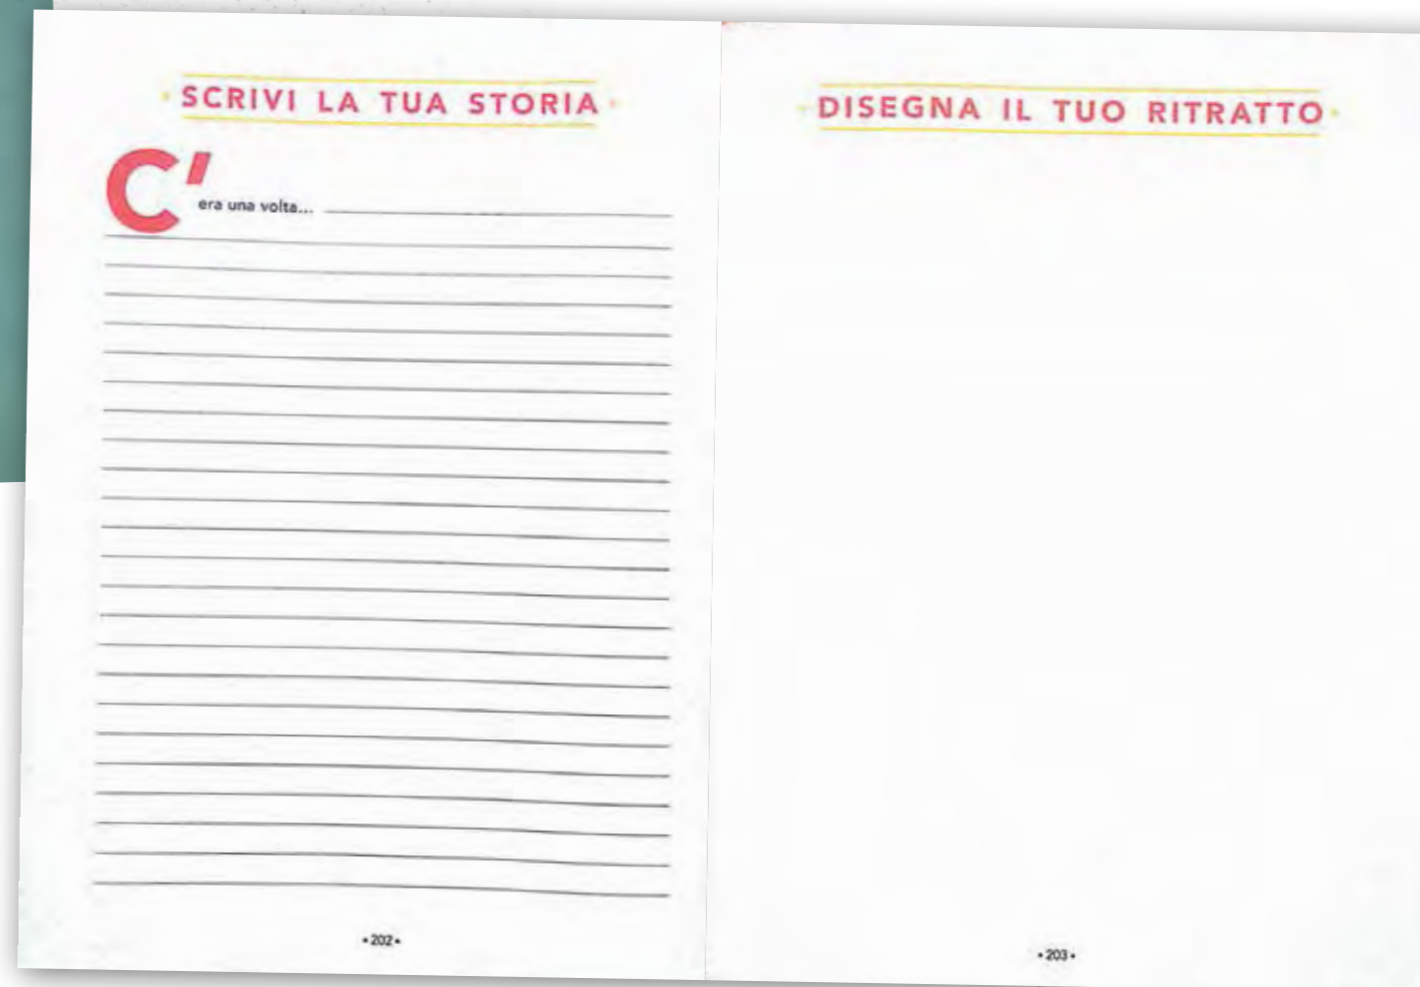 SCRIVI LA TUA STORIA
C'era una volta...
•202•
DISEGNA IL TUO RITRATTO
•203•